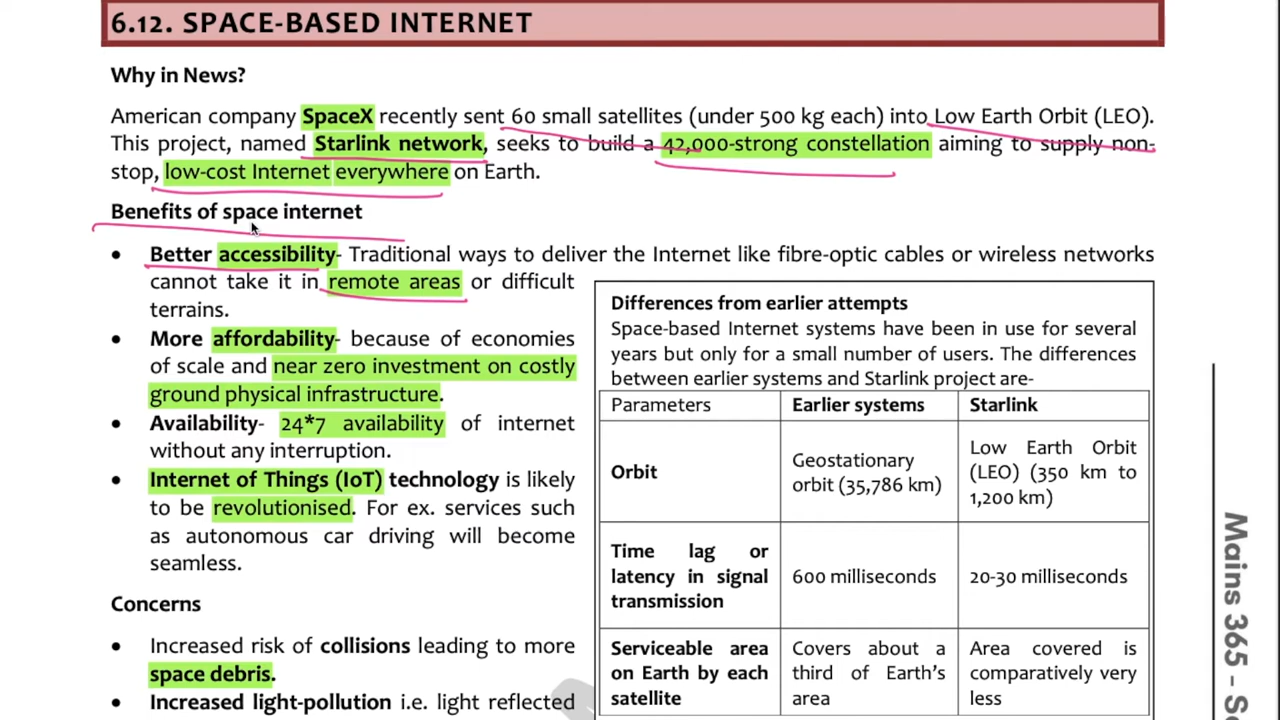 6.12. SPACE-BASED INTERNET
Why in News?
American company SpaceX recently sent 60 small satellites (under 500 kg each) into Low Earth Orbit (LEO).
This project, named Starlink network, seeks to build a 42,000-strong constellation aiming to supply non-
stop, low-cost Internet everywhere on Earth.
Benefits of space internet
• Better accessibility- Traditional ways to deliver the Internet like fibre-optic cables or wireless networks
cannot take it in remote areas or difficult
terrains.
• More affordability- because of economies
of scale and near zero investment on costly
ground physical infrastructure.
• Availability- 24*7 availability of internet
without any interruption.
• Internet of Things (IoT) technology is likely
to be revolutionised. For ex. services such
as autonomous car driving will become
seamless.
Concerns
• Increased risk of collisions leading to more
space debris.
• Increased light-pollution i.e. light reflected
Differences from earlier attempts
Space-based Internet systems have been in use for several
years but only for a small number of users. The differences
between earlier systems and Starlink project are-
Parameters Earlier systems Starlink
Orbit
Geostationary
orbit (35,786 km)
Low Earth Orbit
(LEO) (350 km to
1,200 km)
Time lag or
latency in signal
transmission
600 milliseconds
20-30 milliseconds
Serviceable area
on Earth by each
satellite
Covers about a
third of Earth's
area
Area covered is
comparatively very
less
Mains 365 - S